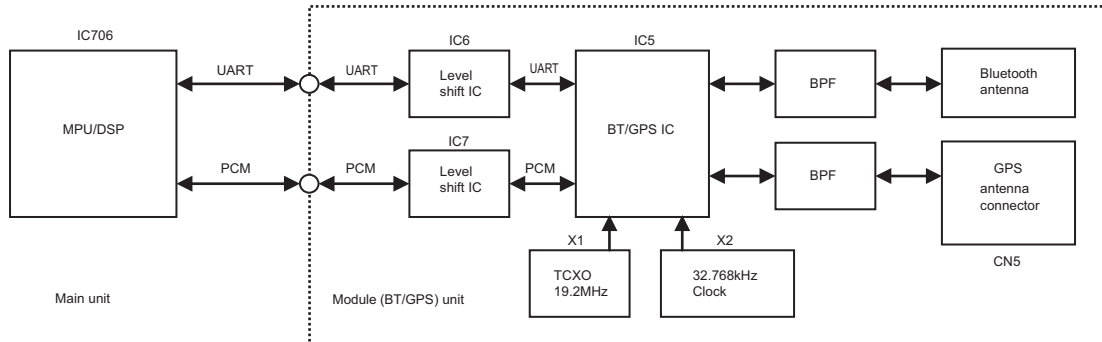 IC706
IC6
IC5
UART
UART
Level
shift IC
UART
BPF
Bluetooth
antenna
MPU/DSP
BT/GPS IC
IC7
PCM
PCM
Level
shift IC
PCM
BPF
GPS
antenna
connector
X1
X2
CN5
TCXO
19.2MHz
32.768kHz
Clock
Main unit
Module (BT/GPS) unit